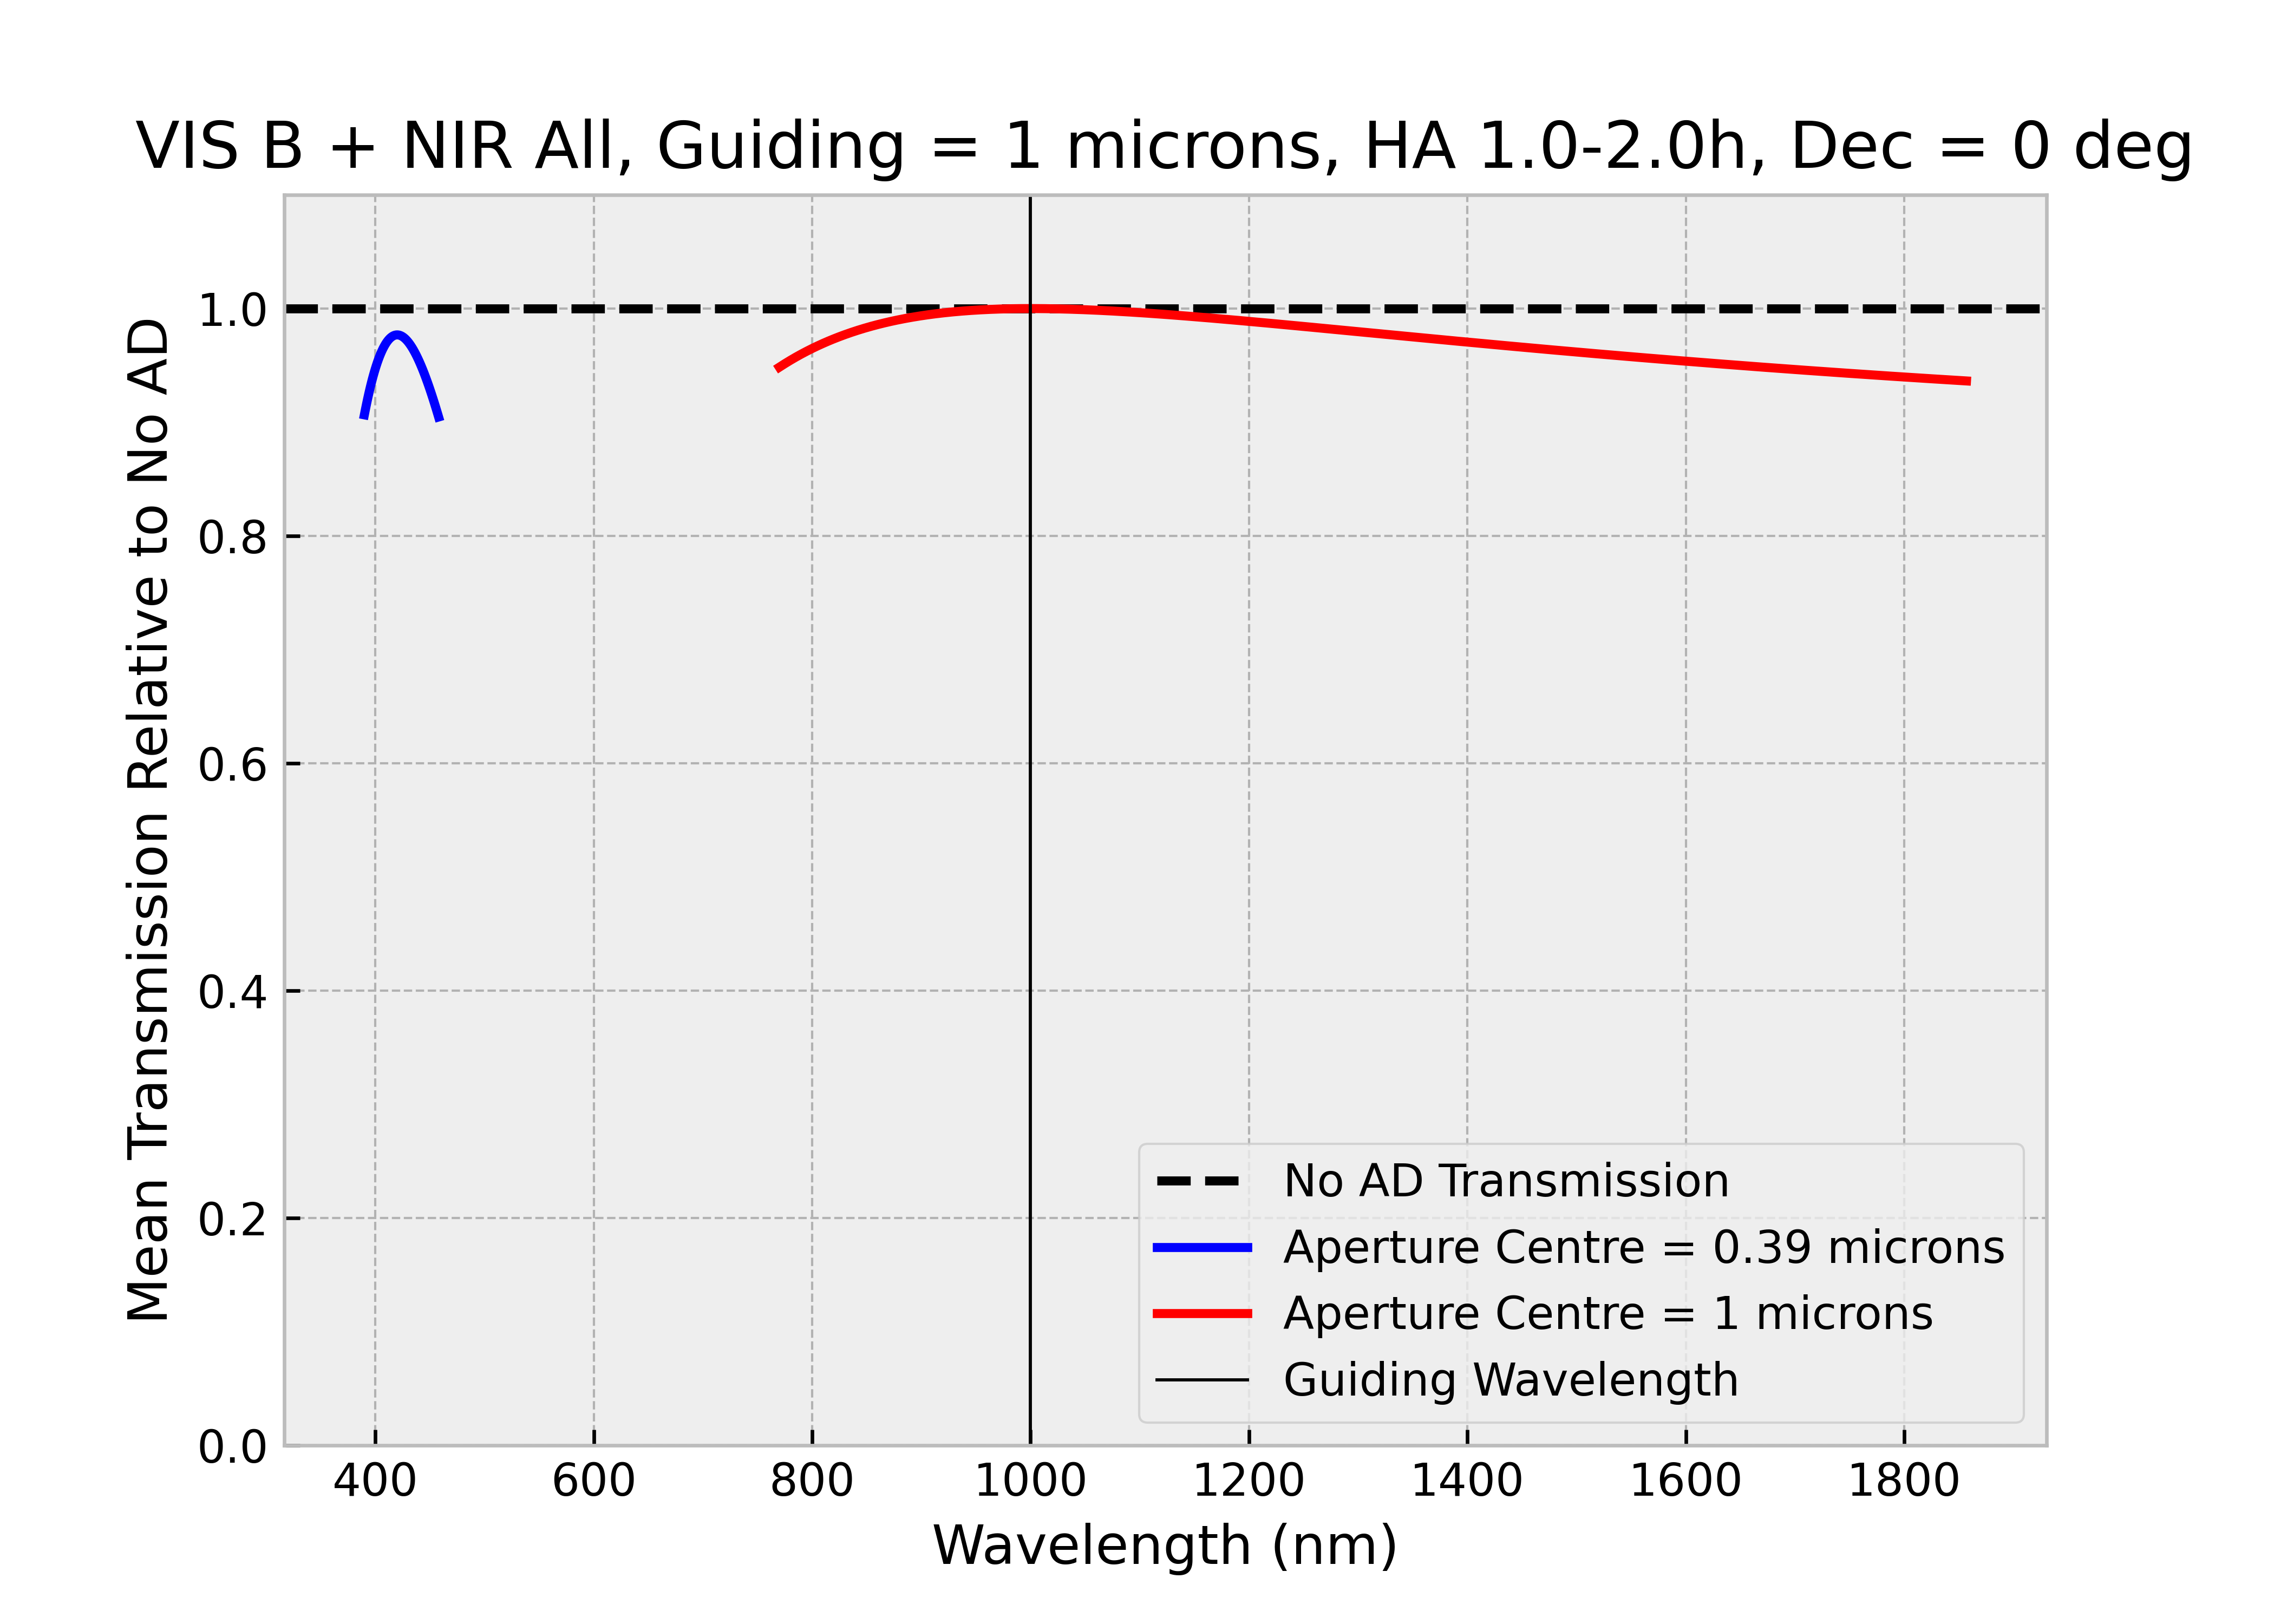 VIS B + NIR All, Guiding = 1 microns, HA 1.0-2.0h, Dec = 0 deg
Mean Transmission Relative to No AD
1.0
0.8
0.6
0.4
0.2
0.0
No AD Transmission
Aperture Centre = 0.39 microns
Aperture Centre = 1 microns
Guiding Wavelength
400 600 800 1000 1200 1400 1600 1800
Wavelength (nm)